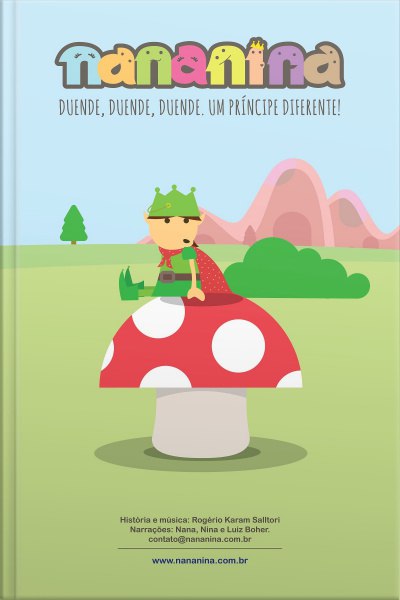 nananina
DUENDE, DUENDE, DUENDE. UM PRÍNCIPE DIFERENTE!
História e música: Rogério Karam Salltori
Narrações: Nana, Nina e Luiz Boher.
contato@nananina.com.br
www.nananina.com.br